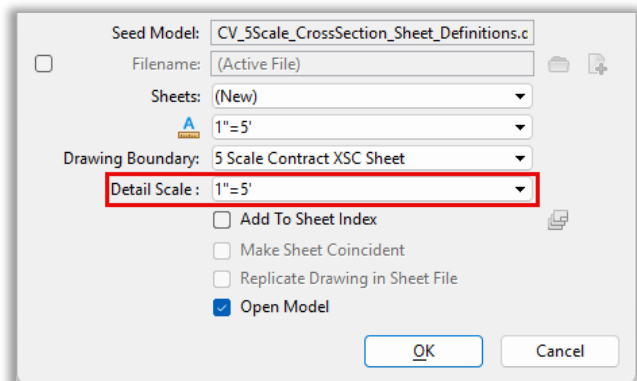 Seed Model: CV_5Scale_CrossSection_Sheet_Definitions.c
Filename: (Active File)
Sheets: (New)
A 1"=5'
Drawing Boundary: 5 Scale Contract XSC Sheet
Detail Scale : 1"=5'
Add To Sheet Index
Make Sheet Coincident
Replicate Drawing in Sheet File
Open Model
OK Cancel